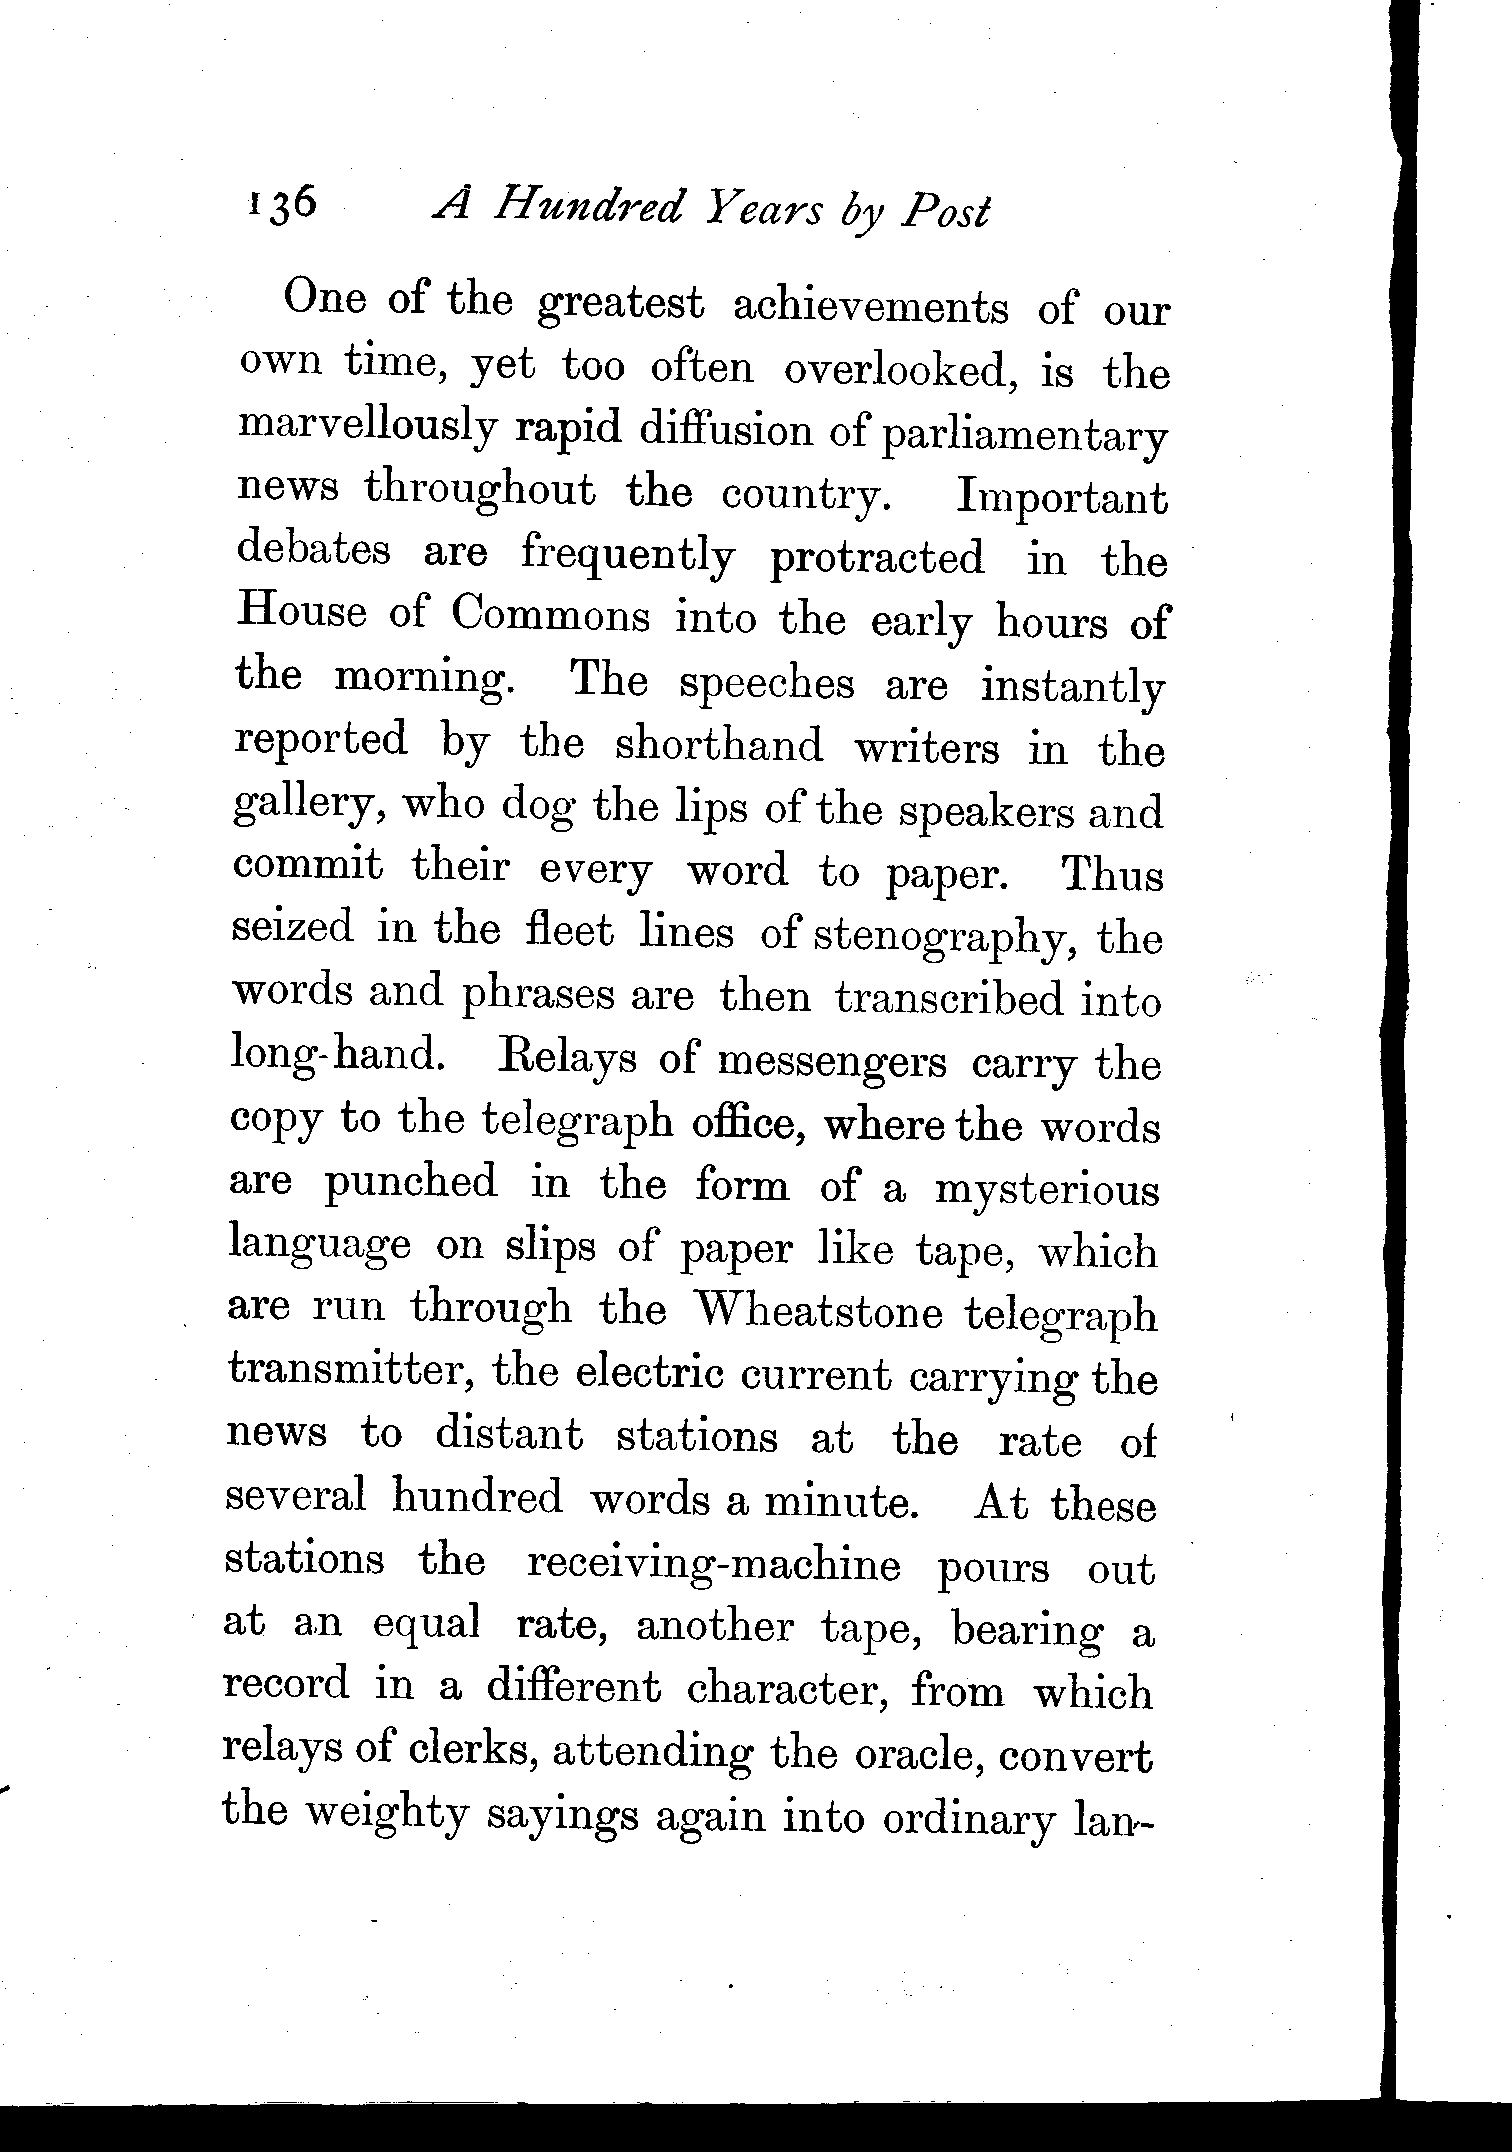 136 A Hundred Years by Post
One of the greatest achievements of our
own time, yet too often overlooked, is the
marvellously rapid diffusion of parliamentary
news throughout the country. Important
debates are frequently protracted in the
House of Commons into the early hours of
the morning. The speeches are instantly
reported by the shorthand writers in the
gallery, who dog the lips of the speakers and
commit their every word to paper. Thus
seized in the fleet lines of stenography, the
words and phrases are then transcribed into
long-hand. Relays of messengers carry the
copy to the telegraph office, where the words
are punched in the form of a mysterious
language on slips of paper like tape, which
are run through the Wheatstone telegraph
transmitter, the electric current carrying the
news to distant stations at the rate of
several hundred words a minute. At these
stations the receiving-machine pours out
at an equal rate, another tape, bearing a
record in a different character, from which
relays of clerks, attending the oracle, convert
the weighty sayings again into ordinary lan-